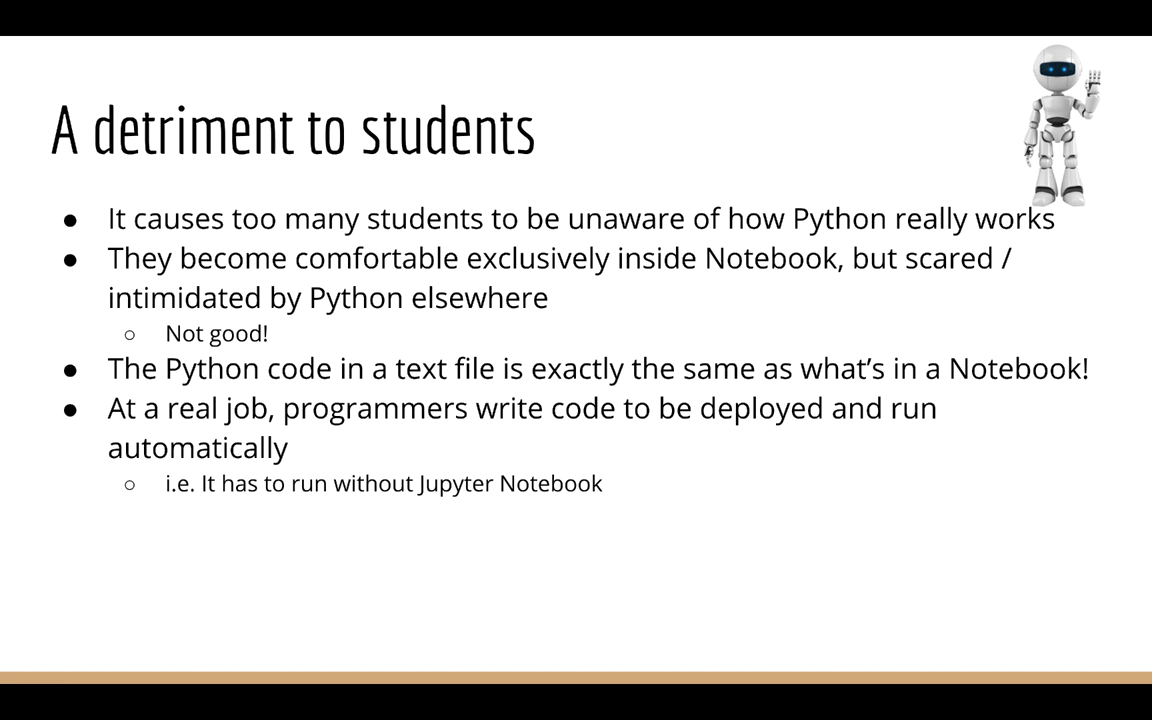 A detriment to students
● It causes too many students to be unaware of how Python really works
● They become comfortable exclusively inside Notebook, but scared /
intimidated by Python elsewhere
○ Not good!
● The Python code in a text file is exactly the same as what’s in a Notebook!
● At a real job, programmers write code to be deployed and run
automatically
○ i.e. It has to run without Jupyter Notebook